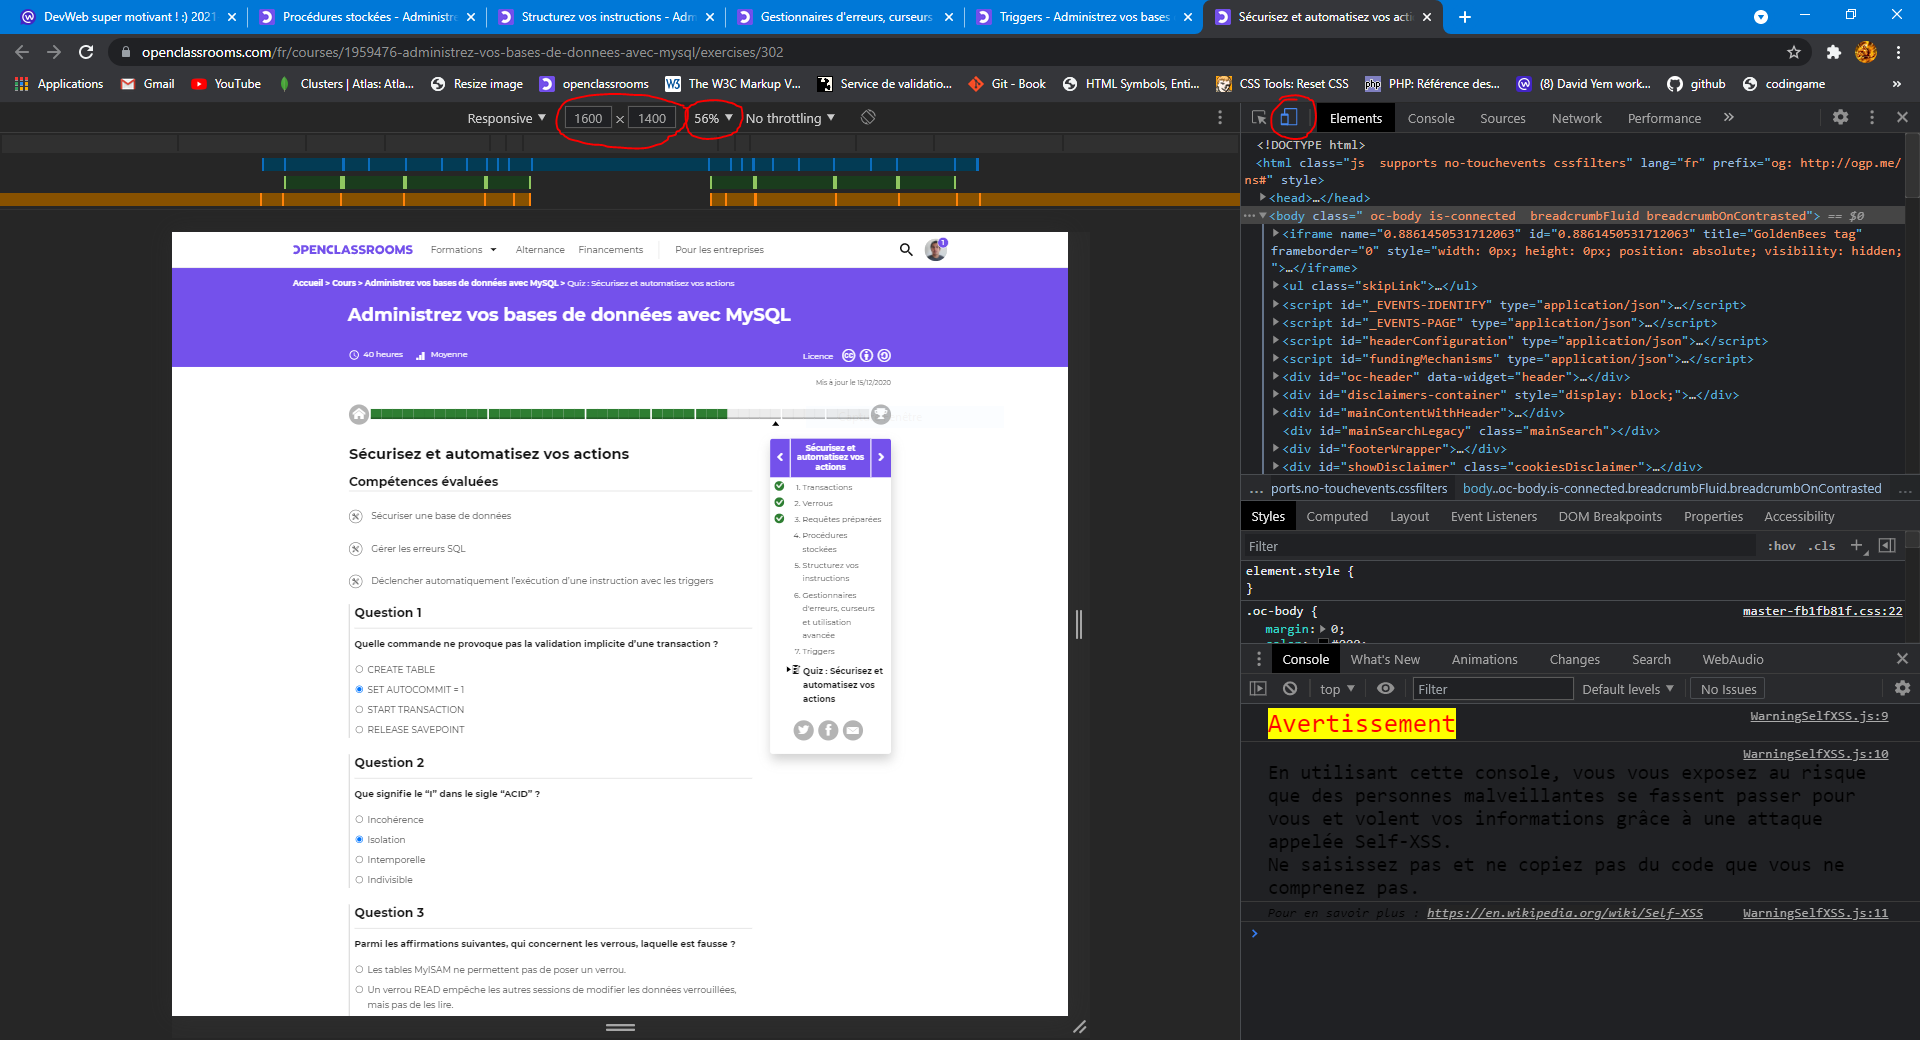 DevWeb super motivant ! :) 2021
Procédures stockées - Administre
Structurez vos instructions - Adm
Gestionnaires d'erreurs, curseurs
Triggers - Administrez vos bases
Sécurisez et automatisez vos acti
openclassrooms.com/fr/courses/1959476-administrez-vos-bases-de-donnees-avec-mysql/exercises/302
Applications
Gmail
YouTube
Clusters | Atlas: Atla...
Resize image
openclassrooms
The W3C Markup V...
Service de validatio...
Git - Book
HTML Symbols, Enti...
CSS Tools: Reset CSS
PHP: Référence des...
(8) David Yem work...
github
codingame
»
Responsive
1600 × 1400
56%
No throttling
Elements
Console
Sources
Network
Performance
»
<!DOCTYPE html>
<html class="js  supports no-touchevents cssfilters" lang="fr" prefix="og: http://ogp.me/
ns#" style>
<head>…</head>
<body class=" oc-body is-connected  breadcrumbFluid breadcrumbOnContrasted"> == $0
<iframe name="0.8861450531712063" id="0.8861450531712063" title="GoldenBees tag"
frameborder="0" style="width: 0px; height: 0px; position: absolute; visibility: hidden;
">…</iframe>
<ul class="skipLink">…</ul>
<script id="_EVENTS-IDENTIFY" type="application/json">…</script>
<script id="_EVENTS-PAGE" type="application/json">…</script>
<script id="headerConfiguration" type="application/json">…</script>
<script id="fundingMechanisms" type="application/json">…</script>
<div id="oc-header" data-widget="header">…</div>
<div id="disclaimers-container" style="display: block;">…</div>
<div id="mainContentWithHeader">…</div>
<div id="mainSearchLegacy" class="mainSearch"></div>
<div id="footerWrapper">…</div>
<div id="showDisclaimer" class="cookiesDisclaimer">…</div>
... ports.no-touchevents.cssfilters body..oc-body.is-connected.breadcrumbFluid.breadcrumbOnContrasted ...
Styles
Computed
Layout
Event Listeners
DOM Breakpoints
Properties
Accessibility
Filter
:hov .cls +
element.style {
}
.oc-body {
master-fb1fb81f.css:22
margin: 0;
Console
What's New
Animations
Changes
Search
WebAudio
top
Filter
Default levels
No Issues
Avertissement
WarningSelfXSS.js:9
WarningSelfXSS.js:10
En utilisant cette console, vous vous exposez au risque
que des personnes malveillantes se fassent passer pour
vous et volent vos informations grâce à une attaque
appelée Self-XSS.
Ne saisissez pas et ne copiez pas du code que vous ne
comprenez pas.
Pour en savoir plus : https://en.wikipedia.org/wiki/Self-XSS
WarningSelfXSS.js:11
OPENCLASSROOMS
Formations
Alternance
Financements
Pour les entreprises
1
Accueil > Cours > Administrez vos bases de données avec MySQL > Quiz : Sécurisez et automatisez vos actions
Administrez vos bases de données avec MySQL
40 heures
Moyenne
Licence
Mis à jour le 15/12/2020
Sécurisez et automatisez vos actions
Compétences évaluées
Sécuriser une base de données
Gérer les erreurs SQL
Déclencher automatiquement l'exécution d'une instruction avec les triggers
Question 1
Quelle commande ne provoque pas la validation implicite d'une transaction ?
CREATE TABLE
SET AUTOCOMMIT = 1
START TRANSACTION
RELEASE SAVEPOINT
Question 2
Que signifie le “I” dans le sigle “ACID” ?
Incohérence
Isolation
Intemporelle
Indivisible
Question 3
Parmi les affirmations suivantes, qui concernent les verrous, laquelle est fausse ?
Les tables MyISAM ne permettent pas de poser un verrou.
Un verrou READ empêche les autres sessions de modifier les données verrouillées,
mais pas de les lire.
Sécurisez et
automatisez vos
actions
1. Transactions
2. Verrous
3. Requêtes préparées
4. Procédures
stockées
5. Structurez vos
instructions
6. Gestionnaires
d'erreurs, curseurs
et utilisation
avancée
7. Triggers
Quiz : Sécurisez et
automatisez vos
actions